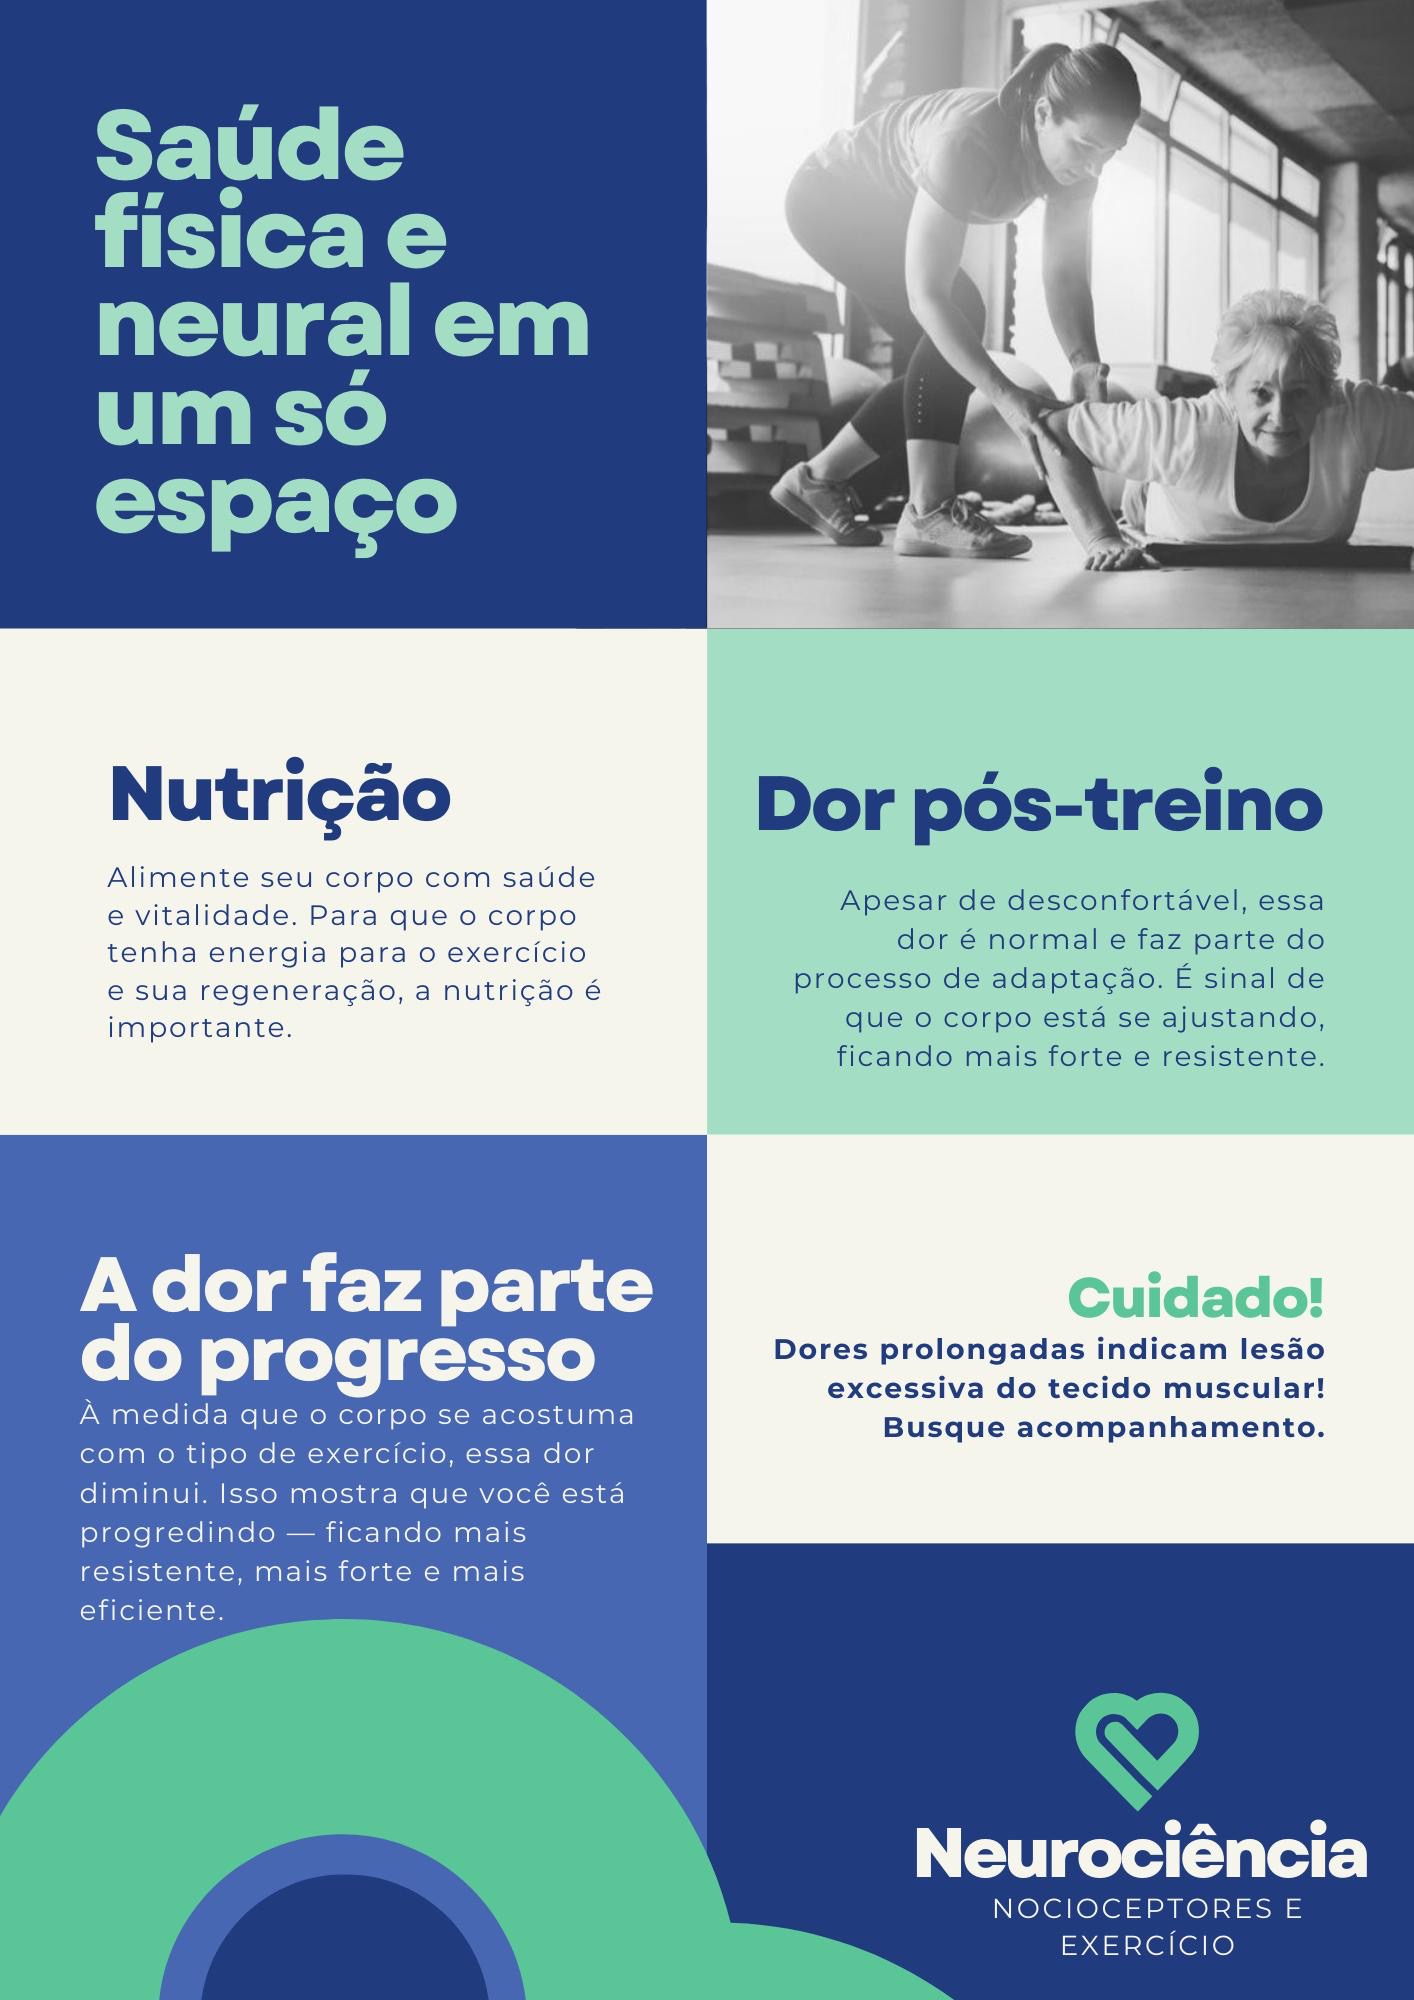 Saúde
física e
neural em
um só
espaço
Nutrição
Alimente seu corpo com saúde
e vitalidade. Para que o corpo
tenha energia para o exercício
e sua regeneração, a nutrição é
importante.
Dor pós-treino
Apesar de desconfortável, essa
dor é normal e faz parte do
processo de adaptação. É sinal de
que o corpo está se ajustando,
ficando mais forte e resistente.
A dor faz parte
do progresso
À medida que o corpo se acostuma
com o tipo de exercício, essa dor
diminui. Isso mostra que você está
progredindo — ficando mais
resistente, mais forte e mais
eficiente.
Cuidado!
Dores prolongadas indicam lesão
excessiva do tecido muscular!
Busque acompanhamento.
Neurociência
NOCIOCEPTORES E
EXERCÍCIO